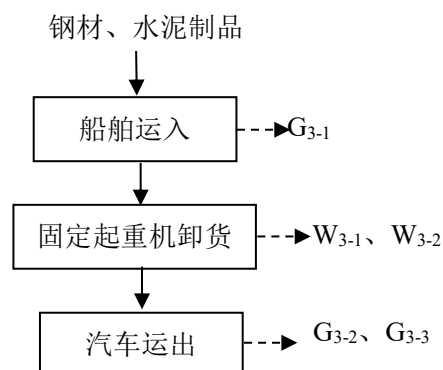 钢材、水泥制品
船舶运入
G3-1
固定起重机卸货
W3-1、W3-2
汽车运出
G3-2、G3-3